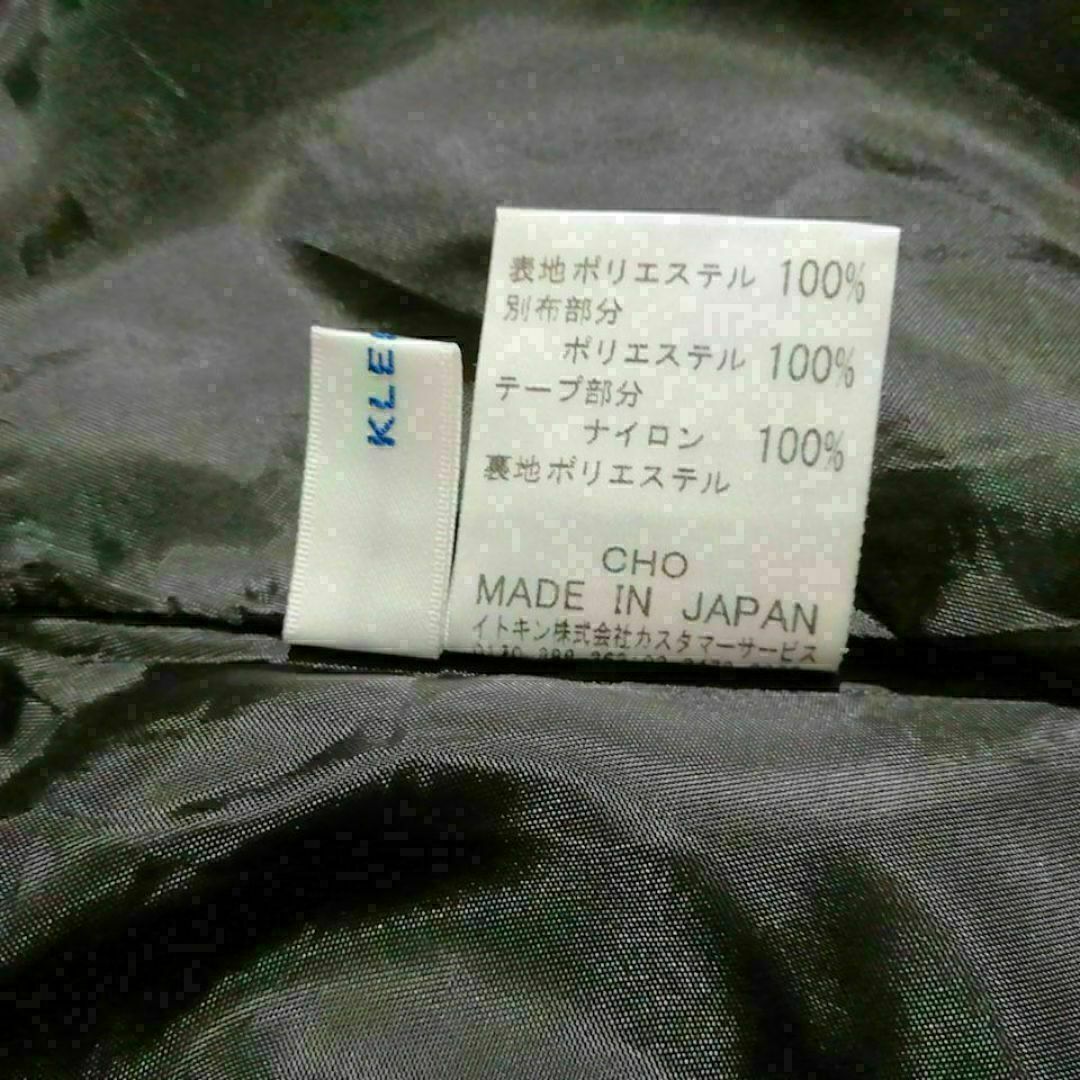 表地ポリエステル 100%
別布部分
ポリエステル 100%
テープ部分
ナイロン 100%
裏地ポリエステル
CHO
MADE IN JAPAN
イトキン株式会社カスタマーサービス
KLE